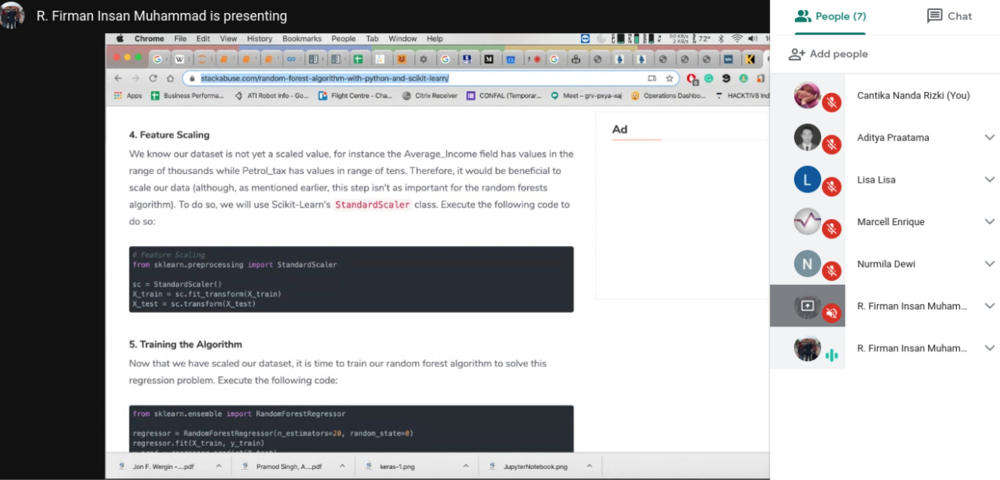 R. Firman Insan Muhammad is presenting
People (7)
Chat
Add people
Chrome File Edit View History Bookmarks People Tab Window Help
50 KB/s
2 KB/s
72°
stackabuse.com/random-forest-algorithm-with-python-and-scikit-learn/
Apps Business Performa... ATI Robot Info - Go... Flight Centre - Cha... Citrix Receiver CONFAL (Temporar... Meet – grv-pxya-xaj Operations Dashbo... HACKTIV8 Ind
4. Feature Scaling
We know our dataset is not yet a scaled value, for instance the Average_Income field has values in the
range of thousands while Petrol_tax has values in range of tens. Therefore, it would be beneficial to
scale our data (although, as mentioned earlier, this step isn't as important for the random forests
algorithm). To do so, we will use Scikit-Learn's StandardScaler class. Execute the following code to
do so:
# Feature Scaling
from sklearn.preprocessing import StandardScaler
sc = StandardScaler()
X_train = sc.fit_transform(X_train)
X_test = sc.transform(X_test)
5. Training the Algorithm
Now that we have scaled our dataset, it is time to train our random forest algorithm to solve this
regression problem. Execute the following code:
from sklearn.ensemble import RandomForestRegressor
regressor = RandomForestRegressor(n_estimators=20, random_state=0)
regressor.fit(X_train, y_train)
Ad
Jon F. Wergin -....pdf
Pramod Singh, A....pdf
keras-1.png
JupyterNotebook.png
Cantika Nanda Rizki (You)
Aditya Praatama
L
Lisa Lisa
Marcell Enrique
N
Nurmila Dewi
R. Firman Insan Muham...
R. Firman Insan Muham...